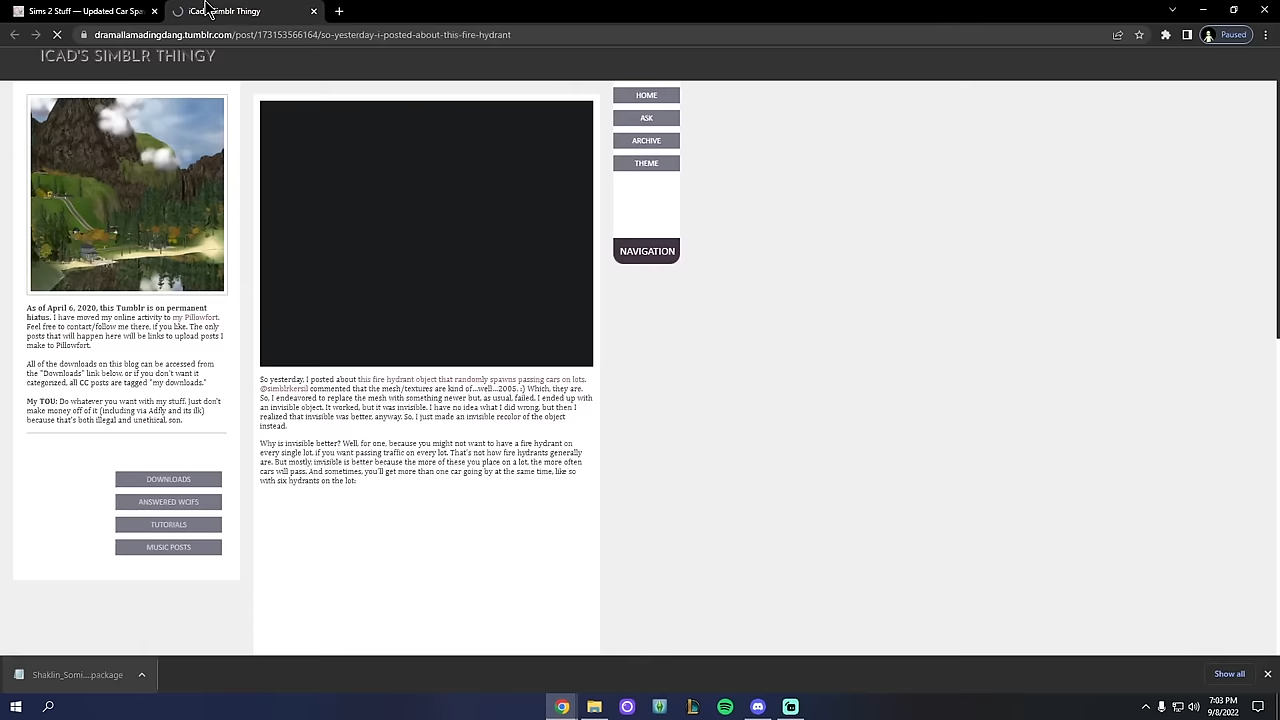 Sims 2 Stuff — Updated Car Spa
iCad's Simblr Thingy
dramallamadingdang.tumblr.com/post/173153566164/so-yesterday-i-posted-about-this-fire-hydrant
Paused
ICAD'S SIMBLR THINGY
HOME
ASK
ARCHIVE
THEME
NAVIGATION
As of April 6, 2020, this Tumblr is on permanent
hiatus. I have moved my online activity to my Pillowfort.
Feel free to contact/follow me there, if you like. The only
posts that will happen here will be links to upload posts I
make to Pillowfort.
All of the downloads on this blog can be accessed from
the "Downloads" link below, or if you don't want it
categorized, all CC posts are tagged "my downloads."
My TOU: Do whatever you want with my stuff. Just don't
make money off of it (including via Adfly and its ilk)
because that's both illegal and unethical, son.
DOWNLOADS
ANSWERED WCIFS
TUTORIALS
MUSIC POSTS
So yesterday, I posted about this fire hydrant object that randomly spawns passing cars on lots.
@simblrkersil commented that the mesh/textures are kind of...well...2005. :) Which, they are.
So, I endeavored to replace the mesh with something newer but, as usual, failed. I ended up with
an invisible object. It worked, but it was invisible. I have no idea what I did wrong, but then I
realized that invisible was better, anyway. So, I just made an invisible recolor of the object
instead.
Why is invisible better? Well, for one, because you might not want to have a fire hydrant on
every single lot, if you want passing traffic on every lot. That's not how fire hydrants generally
are. But mostly, invisible is better because the more of these you place on a lot, the more often
cars will pass. And sometimes, you'll get more than one car going by at the same time, like so
with six hydrants on the lot:
Shaklin_Somi....package
Show all
7:03 PM
9/8/2022